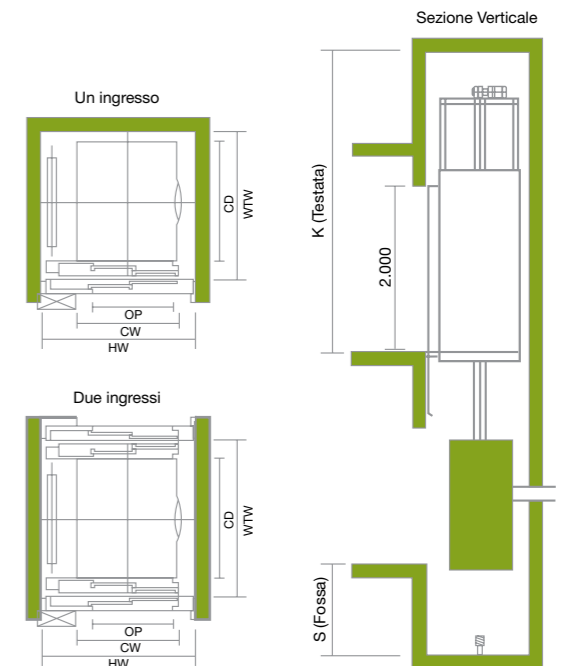 Sezione Verticale
Un ingresso
CD
WTW
OP
CW
HW
K (Testata)
2.000
Due ingressi
CD
WTW
OP
CW
HW
S (Fossa)